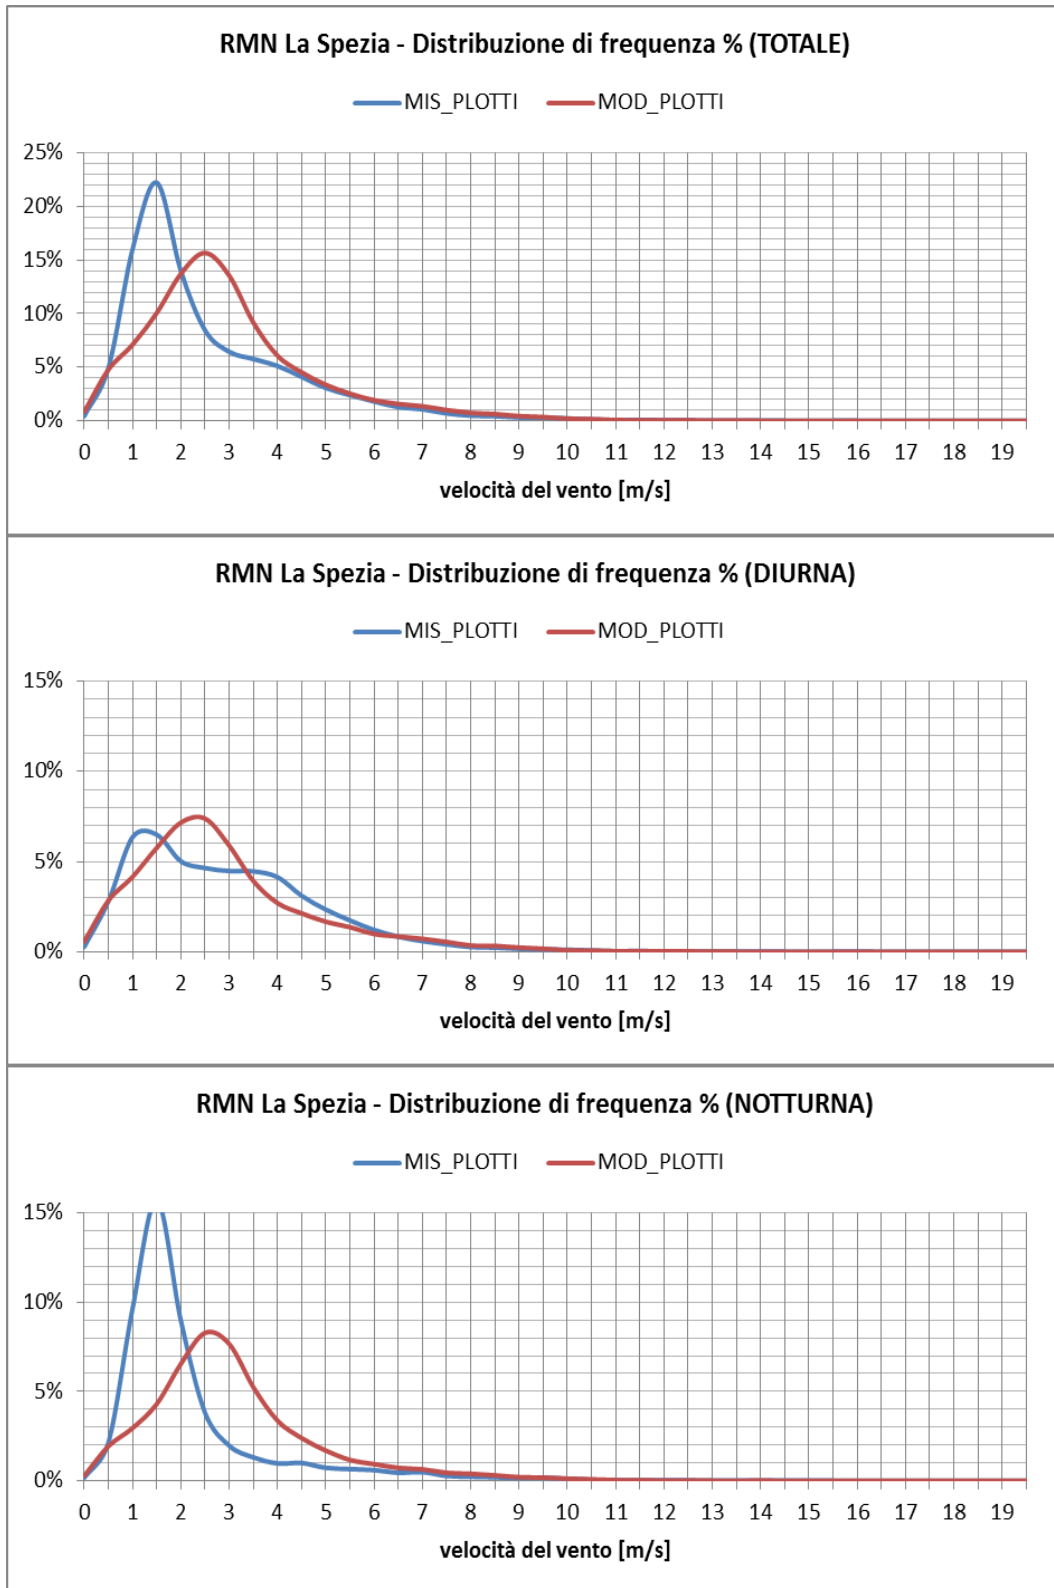 RMN La Spezia - Distribuzione di frequenza % (TOTALE)
MIS_PLOTTI MOD_PLOTTI
25%
20%
15%
10%
5%
0%
0 1 2 3 4 5 6 7 8 9 10 11 12 13 14 15 16 17 18 19
velocità del vento [m/s]
RMN La Spezia - Distribuzione di frequenza % (DIURNA)
MIS_PLOTTI MOD_PLOTTI
15%
10%
5%
0%
0 1 2 3 4 5 6 7 8 9 10 11 12 13 14 15 16 17 18 19
velocità del vento [m/s]
RMN La Spezia - Distribuzione di frequenza % (NOTTURNA)
MIS_PLOTTI MOD_PLOTTI
15%
10%
5%
0%
0 1 2 3 4 5 6 7 8 9 10 11 12 13 14 15 16 17 18 19
velocità del vento [m/s]